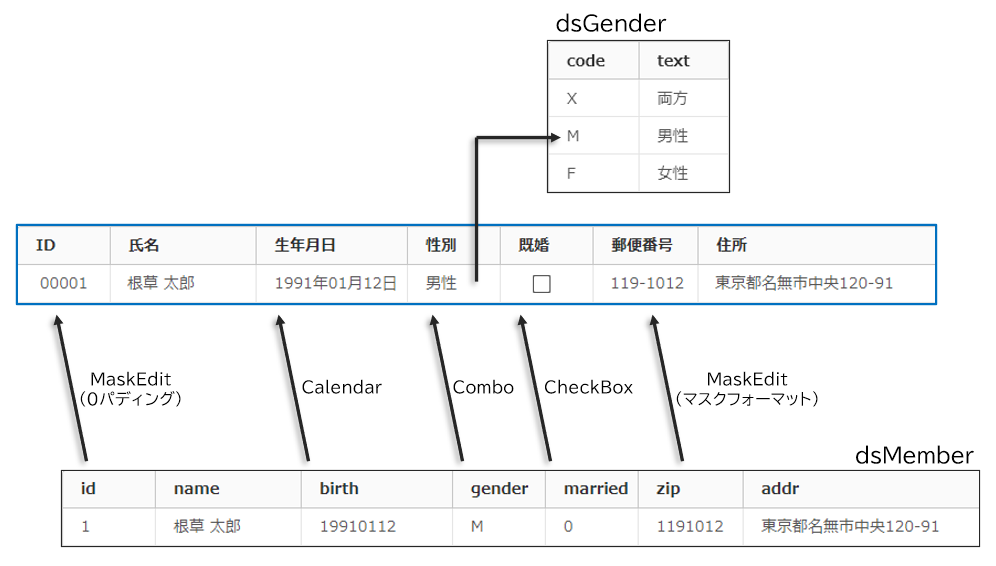 dsGender
code text
X 両方
M 男性
F 女性
ID 氏名 生年月日 性別 既婚 郵便番号 住所
00001 根草 太郎 1991年01月12日 男性 119-1012 東京都名無市中央120-91
MaskEdit
(0パディング)
Calendar
Combo
CheckBox
MaskEdit
(マスクフォーマット)
dsMember
id name birth gender married zip addr
1 根草 太郎 19910112 M 0 1191012 東京都名無市中央120-91